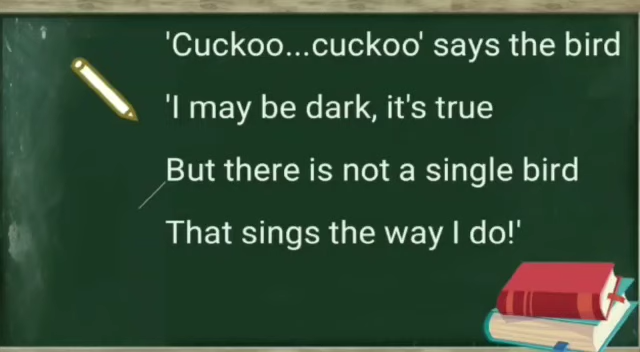 'Cuckoo...cuckoo' says the bird
'I may be dark, it's true
But there is not a single bird
That sings the way I do!'